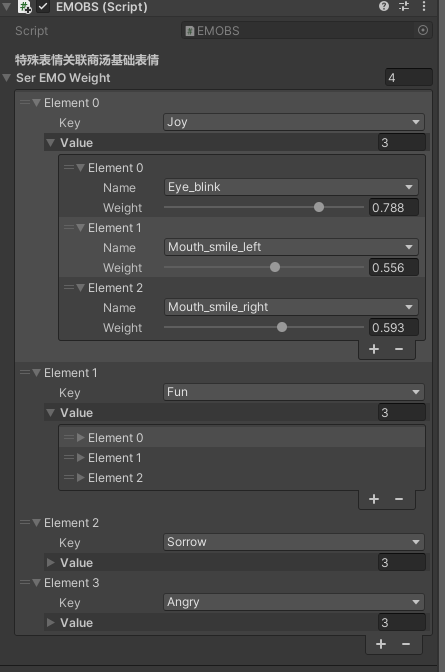 EMOBS (Script)
Script EMOBS
特殊表情关联商汤基础表情
Ser EMO Weight 4
Element 0
Key Joy
Value 3
Element 0
Name Eye_blink
Weight 0.788
Element 1
Name Mouth_smile_left
Weight 0.556
Element 2
Name Mouth_smile_right
Weight 0.593
+ −
Element 1
Key Fun
Value 3
Element 0
Element 1
Element 2
+ −
Element 2
Key Sorrow
Value 3
Element 3
Key Angry
Value 3
+ −